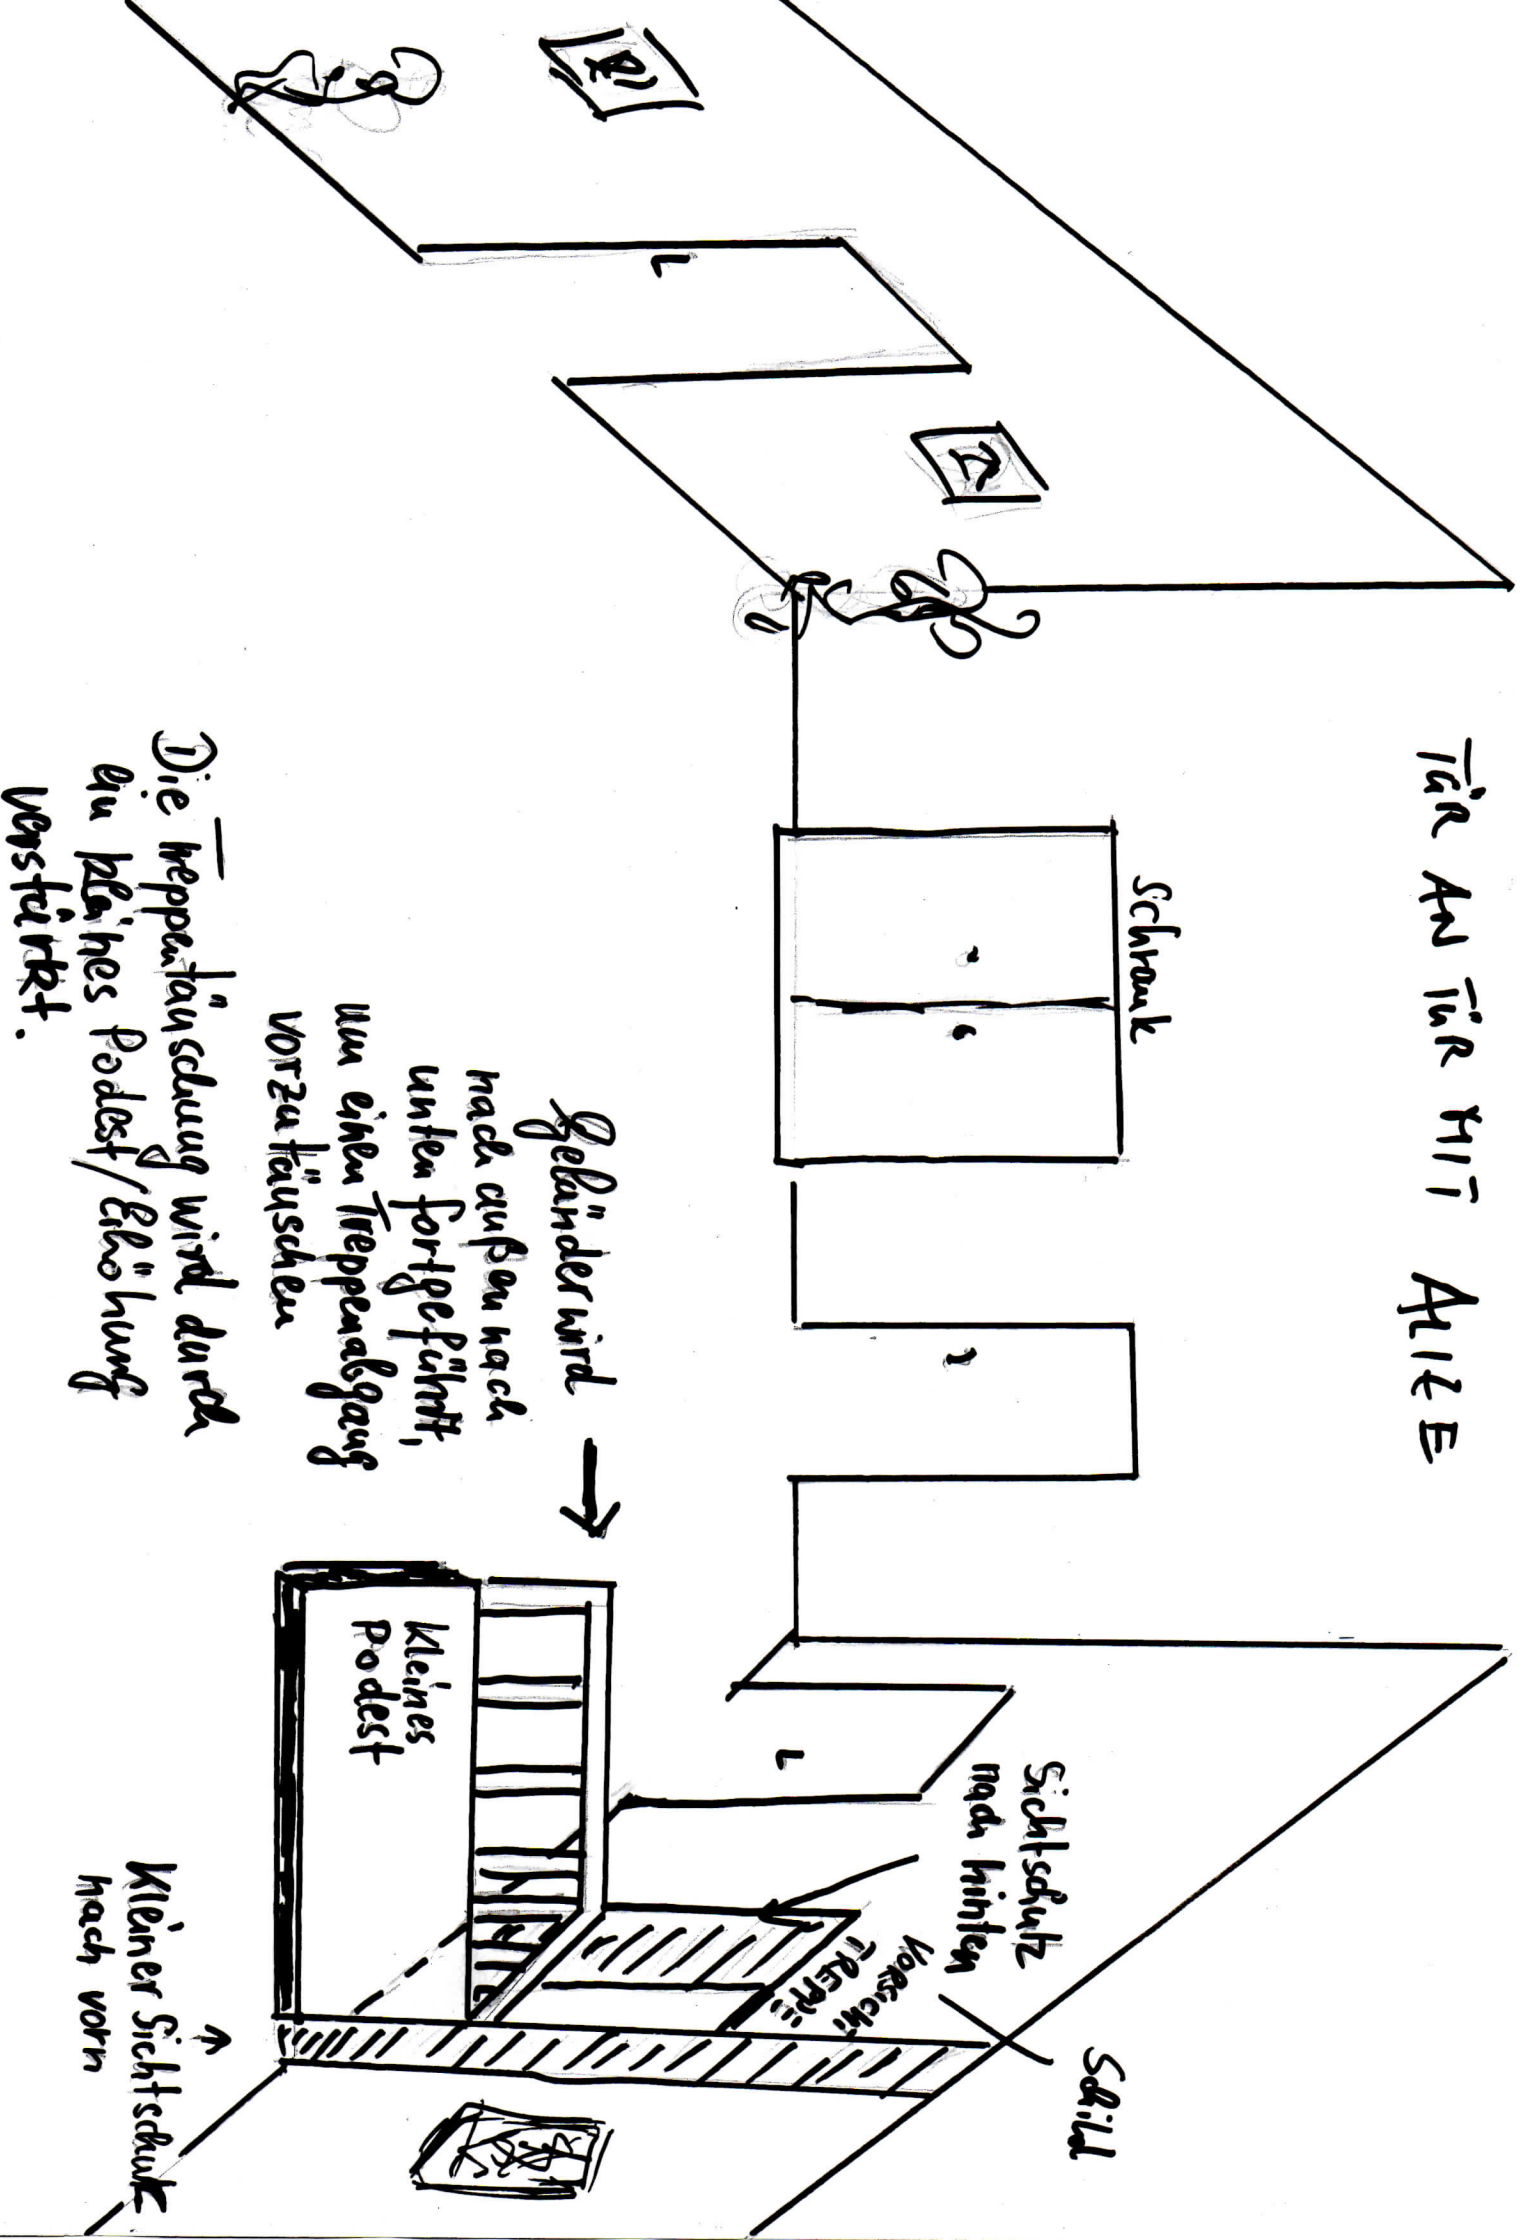 TÜR AN TÜR MIT ALICE
Schrank
Sichtschutz
nach hinten
Schild
VORSICHT
TREPPE
Geländer wird
nach außen nach
unten fortgeführt,
um einen Treppenabgang
vorzutäuschen
kleines
Podest
Die Treppentäuschung wird durch
ein kleines Podest/Erhöhung
verstärkt.
Kleiner Sichtschutz
nach vorn